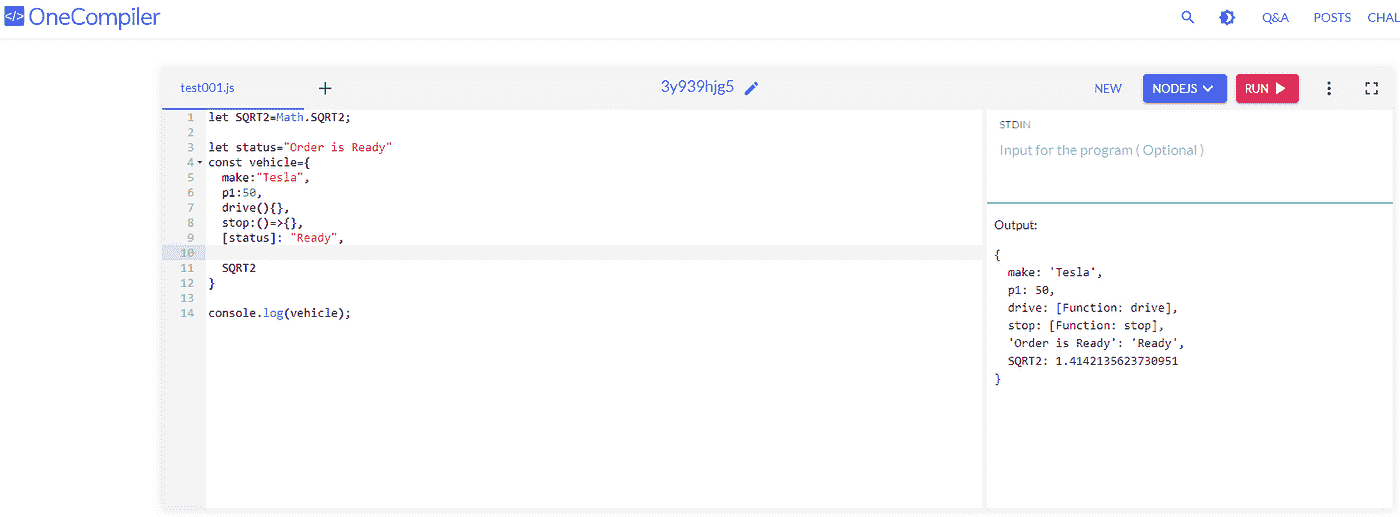 </> OneCompiler
Q&A POSTS CHAL
test001.js + 3y939hjg5 NEW NODEJS RUN
1 let SQRT2=Math.SQRT2;
2
3 let status="Order is Ready"
4 const vehicle={
5 make:"Tesla",
6 p1:50,
7 drive(){},
8 stop:()=>{},
9 [status]: "Ready",
10
11 SQRT2
12 }
13
14 console.log(vehicle);
STDIN
Input for the program ( Optional )
Output:
{
make: 'Tesla',
p1: 50,
drive: [Function: drive],
stop: [Function: stop],
'Order is Ready': 'Ready',
SQRT2: 1.4142135623730951
}